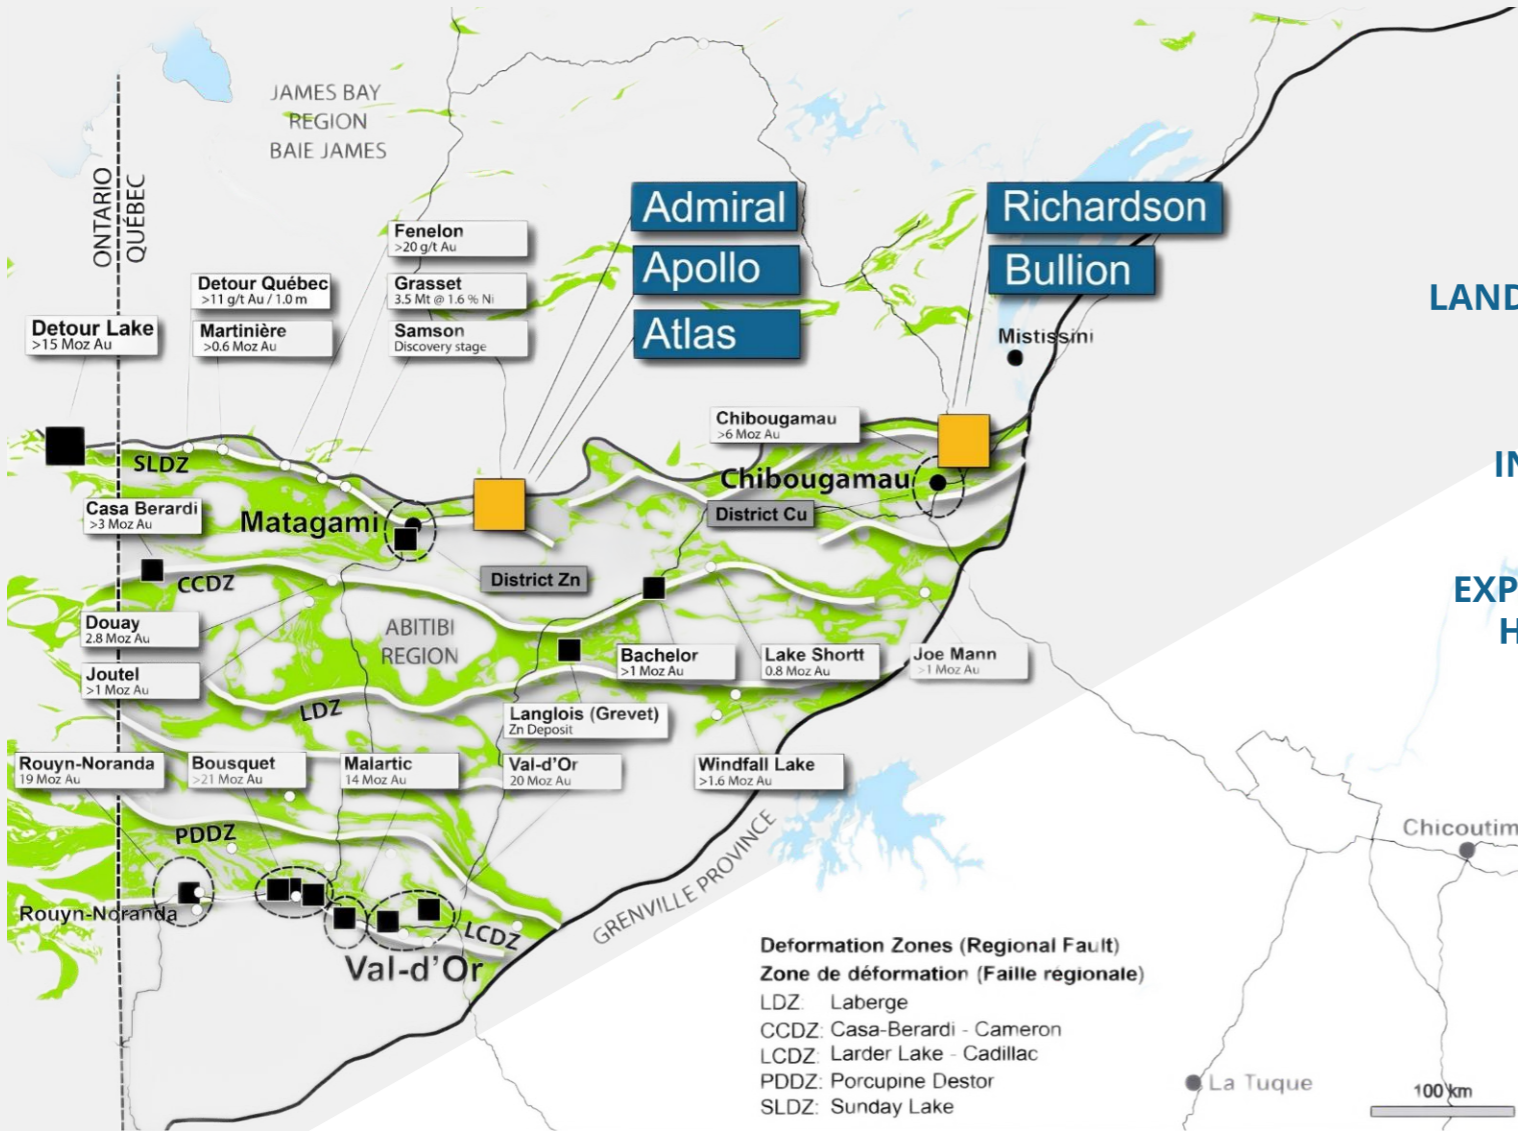 JAMES BAY
REGION
BAIE JAMES
ONTARIO
QUÉBEC
Admiral
Apollo
Atlas
Richardson
Bullion
Mistissini
LAND
IN
EXP
H
Fenelon
>20 g/t Au
Grasset
3.5 Mt @ 1.6 % Ni
Samson
Discovery stage
Detour Québec
>11 g/t Au / 1.0 m
Martinière
>0.6 Moz Au
Detour Lake
>15 Moz Au
Chibougamau
>6 Moz Au
Chibougamau
District Cu
SLDZ
Casa Berardi
>3 Moz Au
Matagami
District Zn
CCDZ
Douay
2.8 Moz Au
Joutel
>1 Moz Au
ABITIBI
REGION
Bachelor
>1 Moz Au
Lake Shortt
0.8 Moz Au
Joe Mann
>1 Moz Au
LDZ
Langlois (Grevet)
Zn Deposit
Rouyn-Noranda
19 Moz Au
Bousquet
>21 Moz Au
Malartic
14 Moz Au
Val-d'Or
20 Moz Au
Windfall Lake
>1.6 Moz Au
PDDZ
Rouyn-Noranda
LCDZ
Val-d'Or
GRENVILLE PROVINCE
Chicoutim
La Tuque
100 km
Deformation Zones (Regional Fault)
Zone de déformation (Faille régionale)
LDZ: Laberge
CCDZ: Casa-Berardi - Cameron
LCDZ: Larder Lake - Cadillac
PDDZ: Porcupine Destor
SLDZ: Sunday Lake